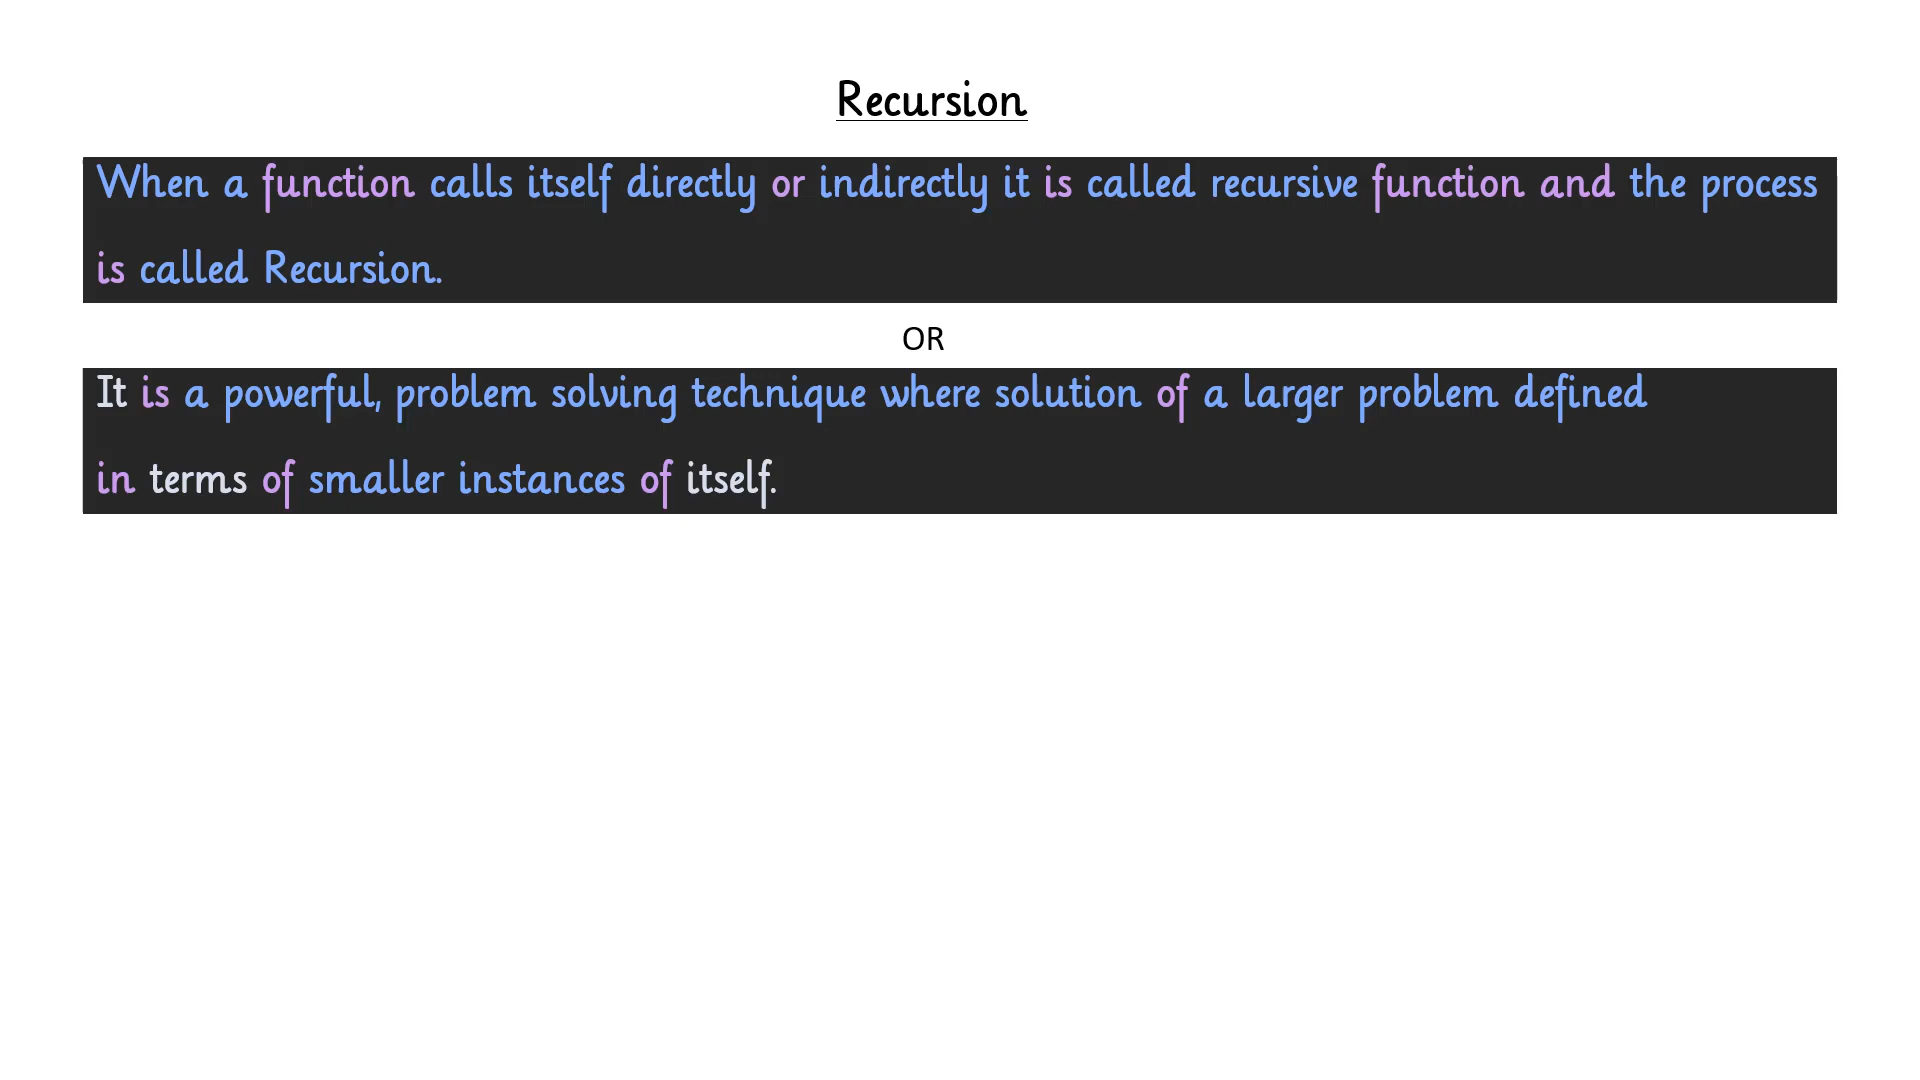 Recursion
When a function calls itself directly or indirectly it is called recursive function and the process
is called Recursion.
OR
It is a powerful, problem solving technique where solution of a larger problem defined
in terms of smaller instances of itself.